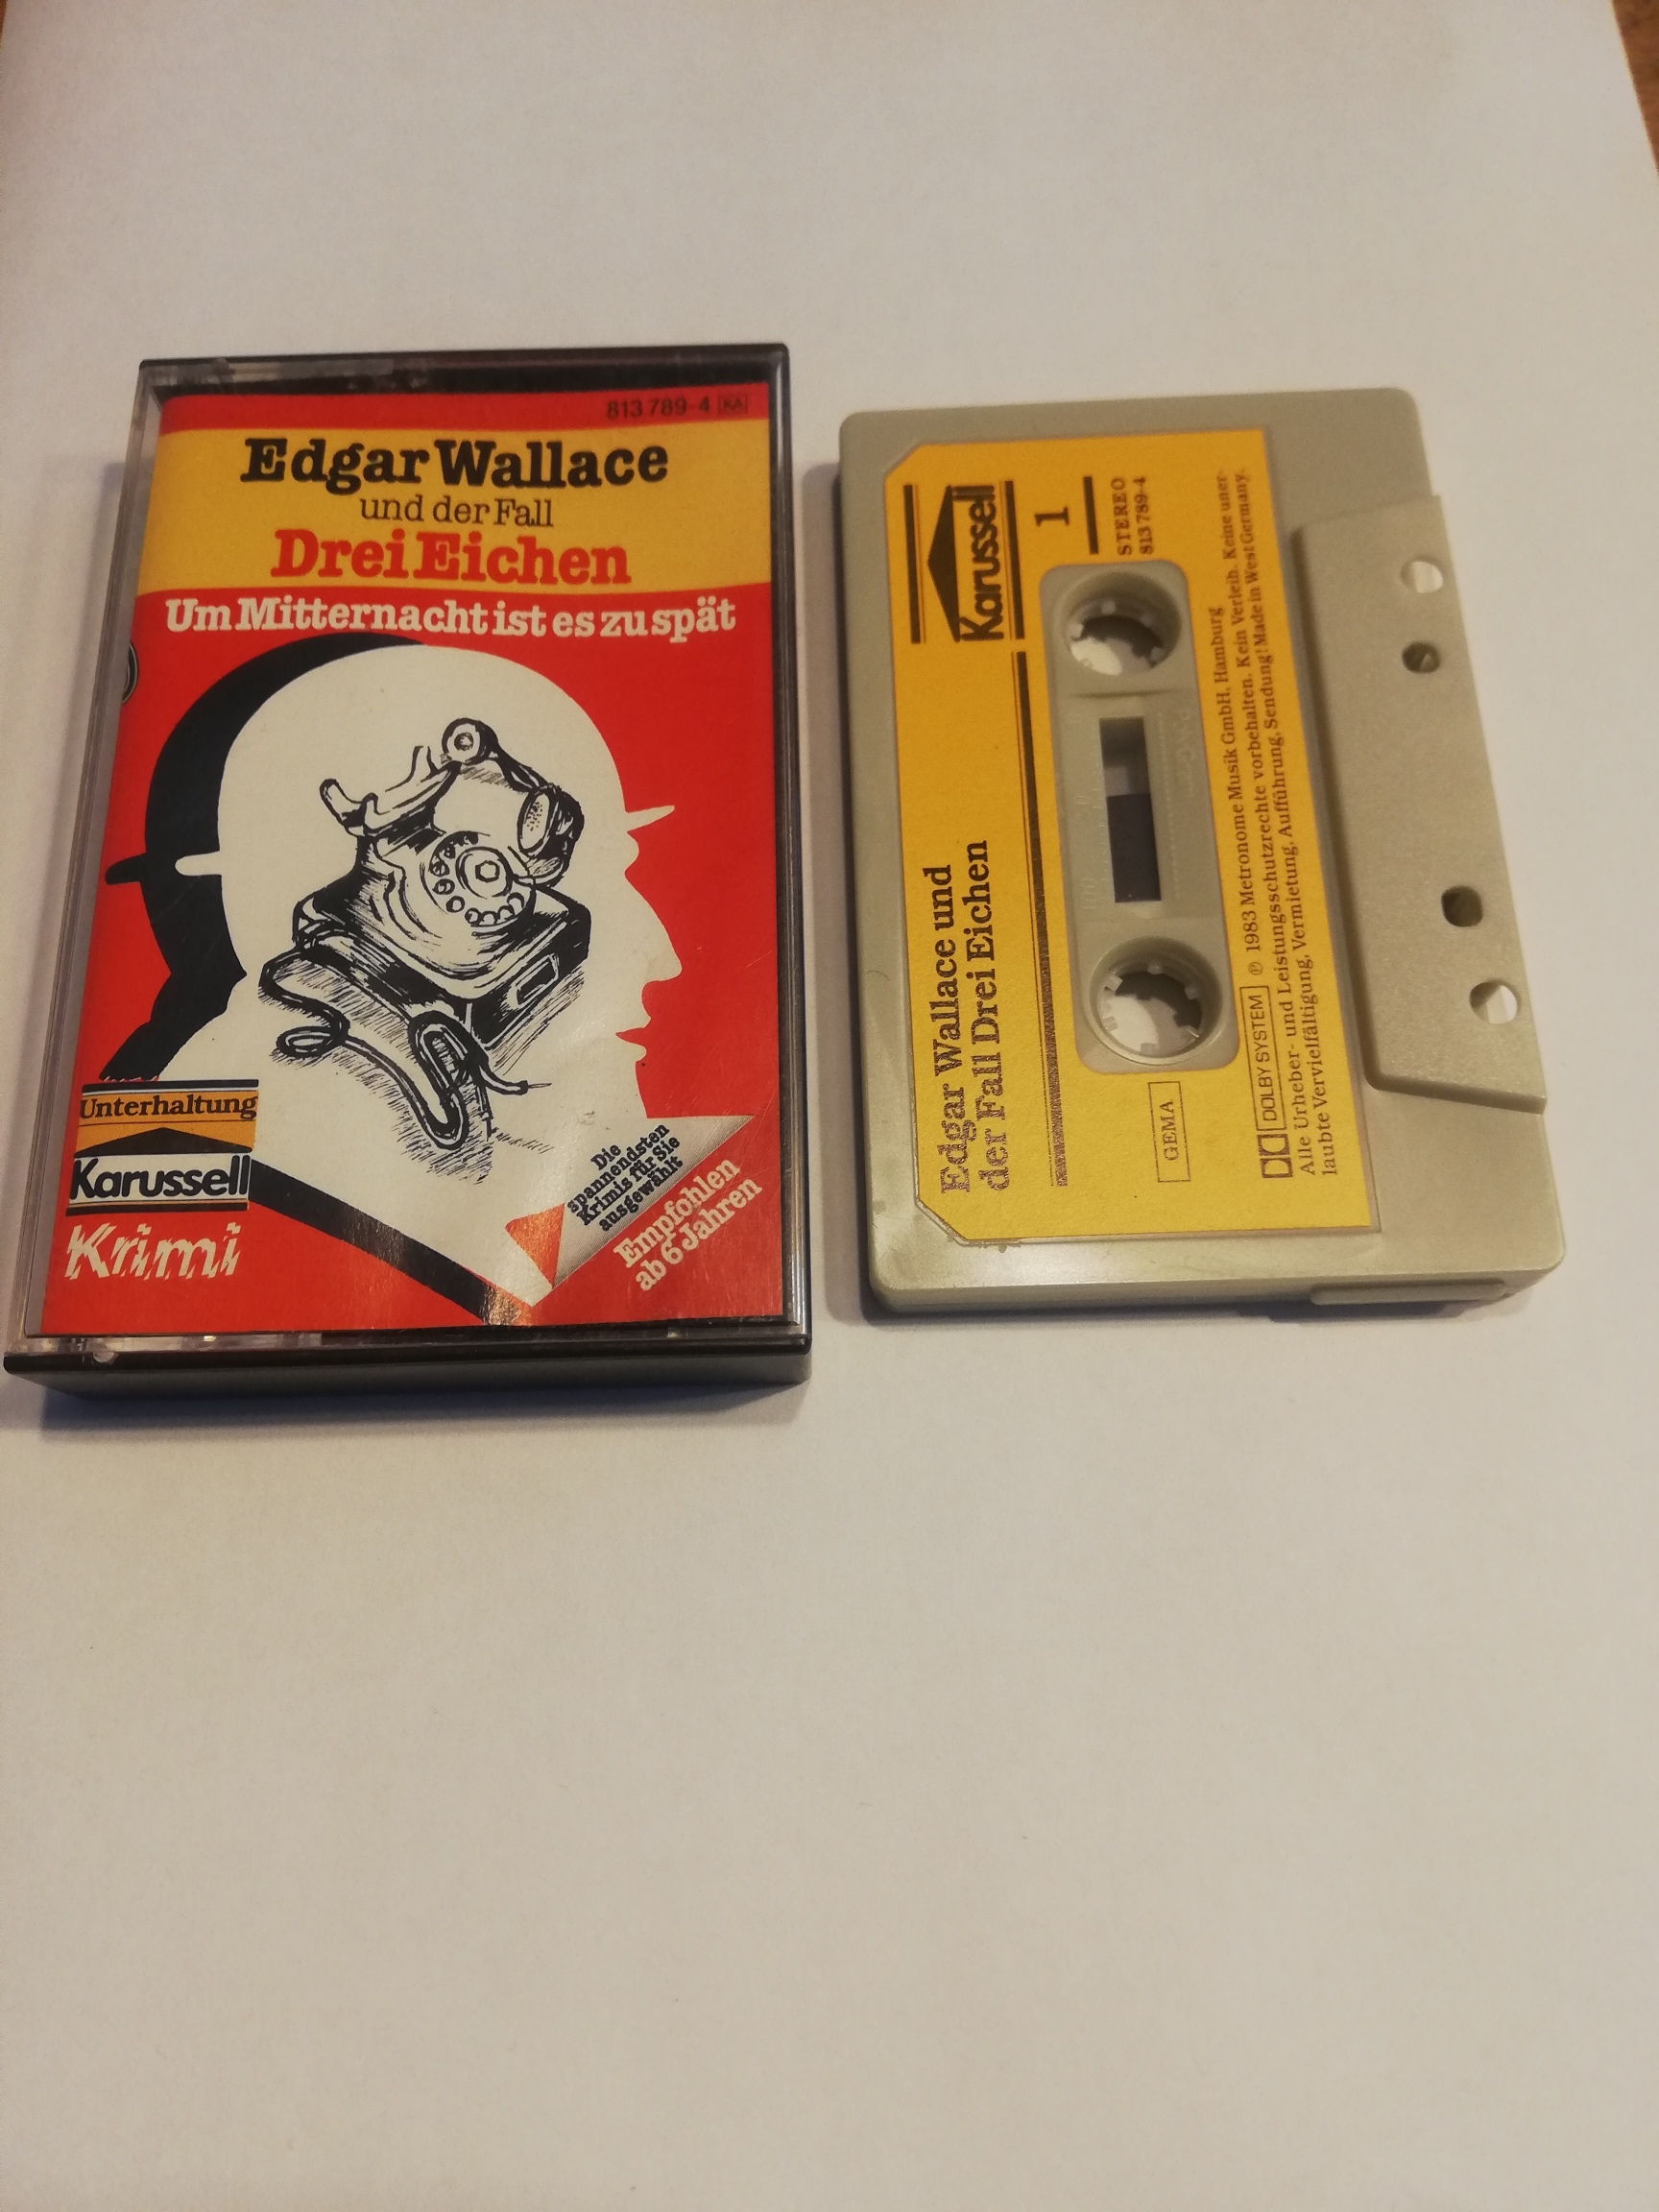 813 789-4 KA
Edgar Wallace
und der Fall
Drei Eichen
Um Mitternacht ist es zu spät
Unterhaltung
Karussell
Krimi
Die
spannendsten
Krimis für Sie
ausgewählt
Empfohlen
ab 6 Jahren
Karussell
1
STEREO
813 789-4
Edgar Wallace und
der Fall Drei Eichen
GEMA
DOLBY SYSTEM ℗ 1983 Metronome Musik GmbH, Hamburg
Alle Urheber- und Leistungsschutzrechte vorbehalten. Kein Verleih. Keine uner-
laubte Vervielfältigung, Vermietung, Aufführung, Sendung! Made in West Germany.